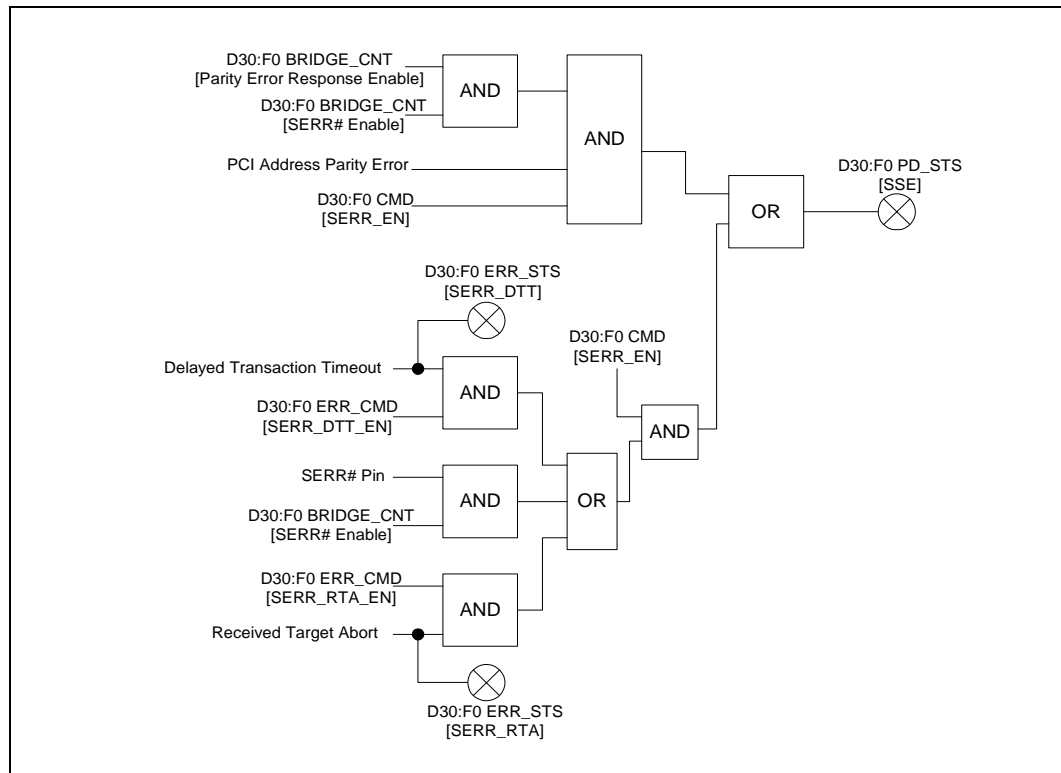 D30:F0 BRIDGE_CNT
[Parity Error Response Enable]
AND
D30:F0 BRIDGE_CNT
[SERR# Enable]
AND
PCI Address Parity Error
D30:F0 CMD
[SERR_EN]
OR
D30:F0 PD_STS
[SSE]
D30:F0 ERR_STS
[SERR_DTT]
D30:F0 CMD
[SERR_EN]
Delayed Transaction Timeout
AND
D30:F0 ERR_CMD
[SERR_DTT_EN]
AND
SERR# Pin
AND
OR
D30:F0 BRIDGE_CNT
[SERR# Enable]
D30:F0 ERR_CMD
[SERR_RTA_EN]
AND
Received Target Abort
D30:F0 ERR_STS
[SERR_RTA]